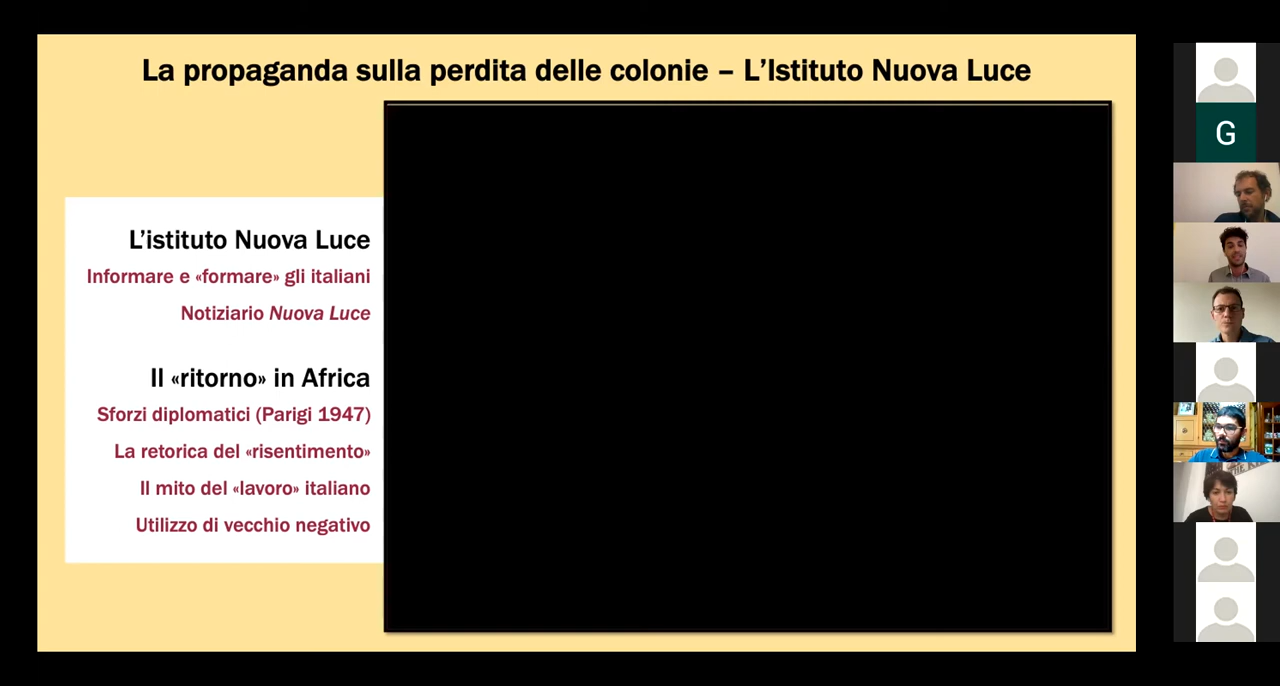 La propaganda sulla perdita delle colonie – L’Istituto Nuova Luce
L’istituto Nuova Luce
Informare e «formare» gli italiani
Notiziario Nuova Luce
Il «ritorno» in Africa
Sforzi diplomatici (Parigi 1947)
La retorica del «risentimento»
Il mito del «lavoro» italiano
Utilizzo di vecchio negativo
G